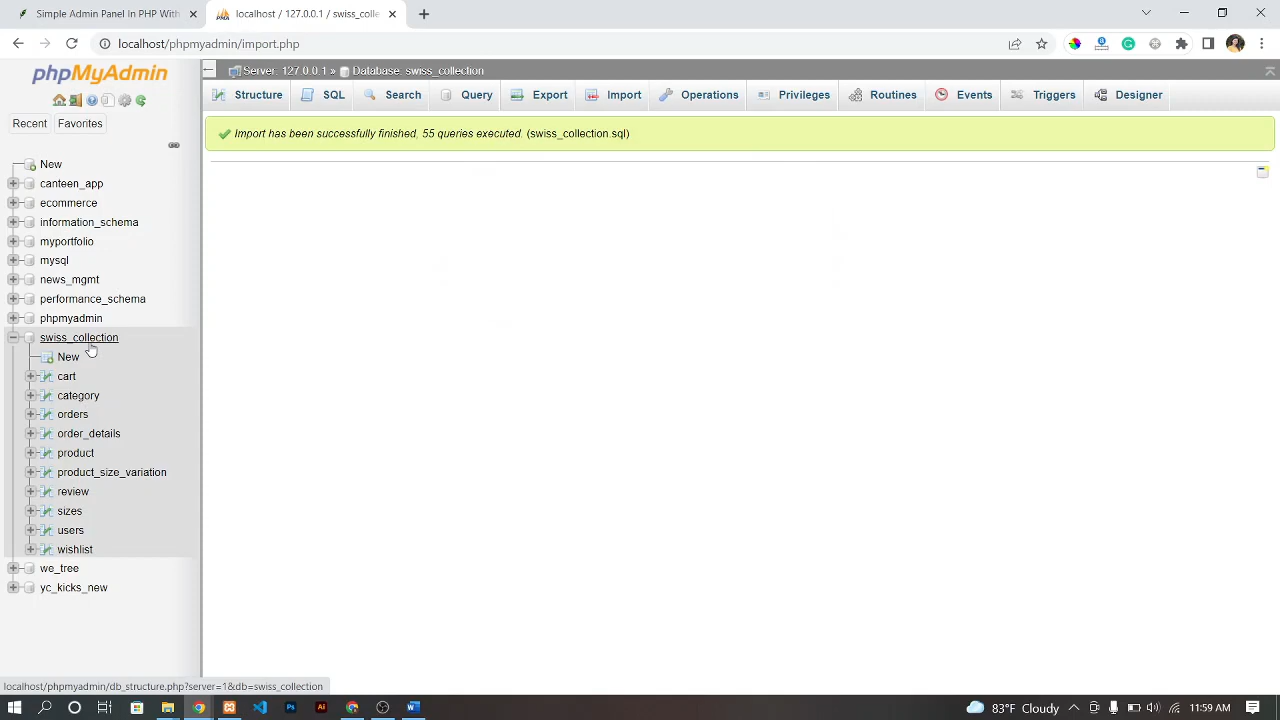 Simple Admin Panel In PHP With
localhost / 127.0.0.1 / swiss_colle
localhost/phpmyadmin/import.php
phpMyAdmin
Server: 127.0.0.1 » Database: swiss_collection
Structure SQL Search Query Export Import Operations Privileges Routines Events Triggers Designer
Recent Favorites
Import has been successfully finished, 55 queries executed. (swiss_collection.sql)
New
canteen_app
ecommerce
information_schema
myportfolio
mysql
news_mgmt
performance_schema
phpmyadmin
swiss_collection
New
cart
category
orders
order_details
product
product_size_variation
review
sizes
users
wishlist
we_tree
yc_kicks_new
localhost/phpmyadmin/db_structure.php?server=1&db=swiss_collection
83°F Cloudy 11:59 AM